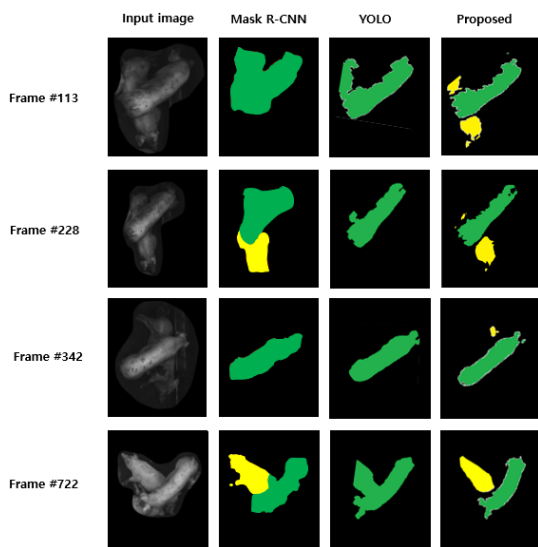 Input image Mask R-CNN YOLO Proposed
Frame #113
Frame #228
Frame #342
Frame #722